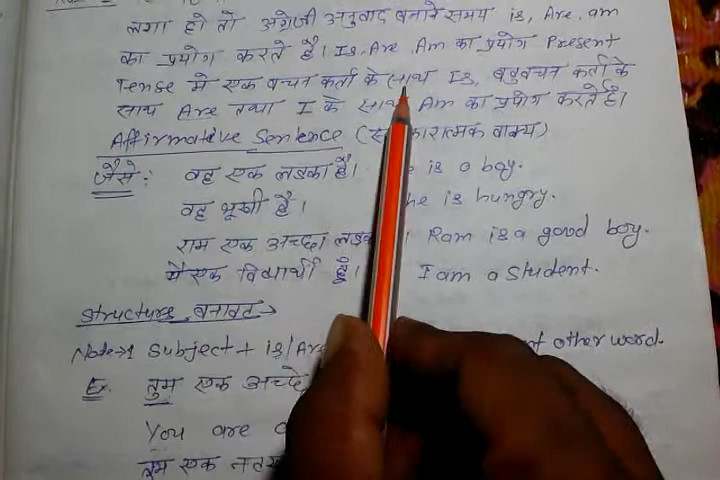 लगा हो तो अंग्रेजी अनुवाद बनाते समय is, Are, am
का प्रयोग करते है। Is, Are, Am का प्रयोग Present
Tense मे एक वचन कर्ता के साथ Is, बहुवचन कर्ता के
साथ Are तथा I के साथ Am का प्रयोग करते है।
Affirmative Sentence (कारात्मक वाक्य)
जैसे: वह एक लडका है। is a boy.
वह भूखी है। he is hungry.
राम एक अच्छा लड़क। Ram is a good boy.
मै एक विद्यार्थी हूँ। I am a Student.
Structure बनावट→
Note→1 Subject + Is/Are other word.
Ex. तुम एक अच्छे
You are a
तुम एक